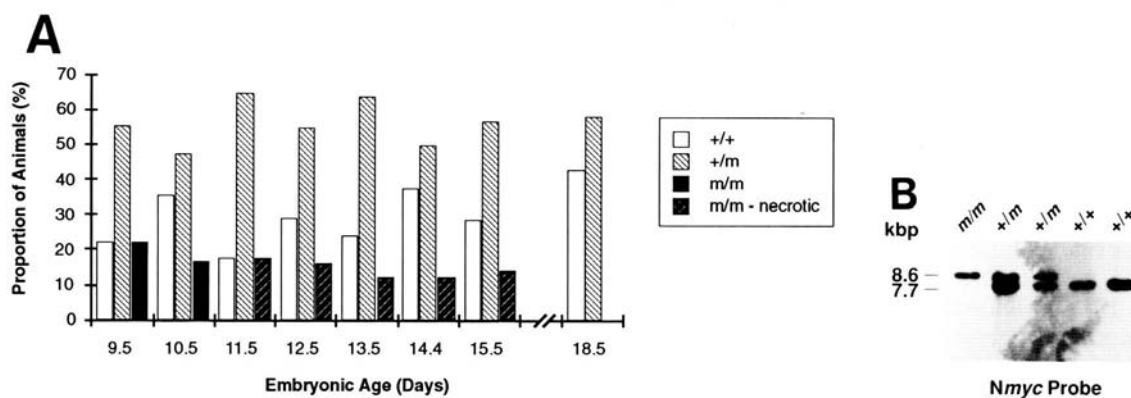 A
Proportion of Animals (%)
70
60
50
40
30
20
10
0
9.5 10.5 11.5 12.5 13.5 14.4 15.5 18.5
Embryonic Age (Days)
+/+
+/m
m/m
m/m - necrotic
B
kbp
m/m +/m +/m +/+ +/+
8.6
7.7
Nmyc Probe